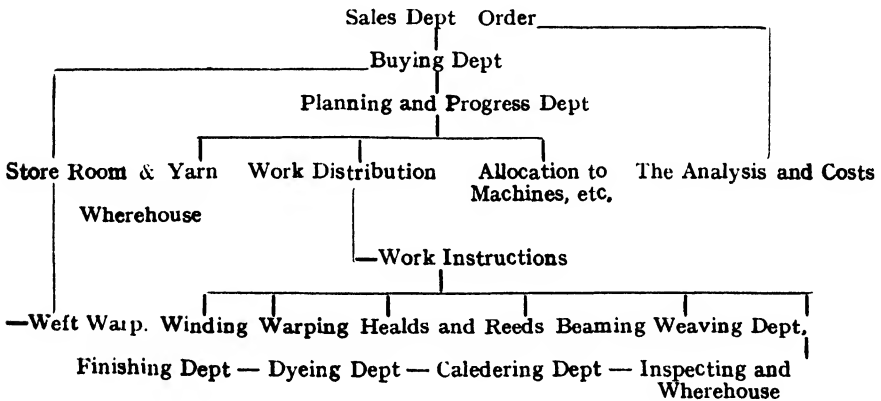 Sales Dept Order
Buying Dept
Planning and Progress Dept
Store Room & Yarn Work Distribution Allocation to The Analysis and Costs
Machines, etc.
Wherehouse
—Work Instructions
—Weft Warp. Winding Warping Healds and Reeds Beaming Weaving Dept.
Finishing Dept — Dyeing Dept — Caledering Dept — Inspecting and
Wherehouse